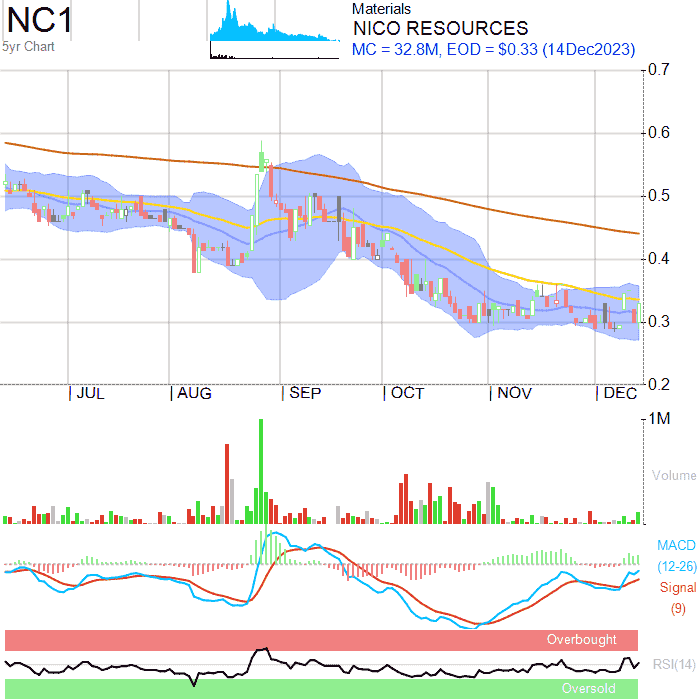 NC1
5yr Chart
Materials
NICO RESOURCES
MC = 32.8M, EOD = $0.33 (14Dec2023)
0.7
0.6
0.5
0.4
0.3
0.2
JUL AUG SEP OCT NOV DEC
1M
Volume
MACD
(12-26)
Signal
(9)
Overbought
RSI(14)
Oversold